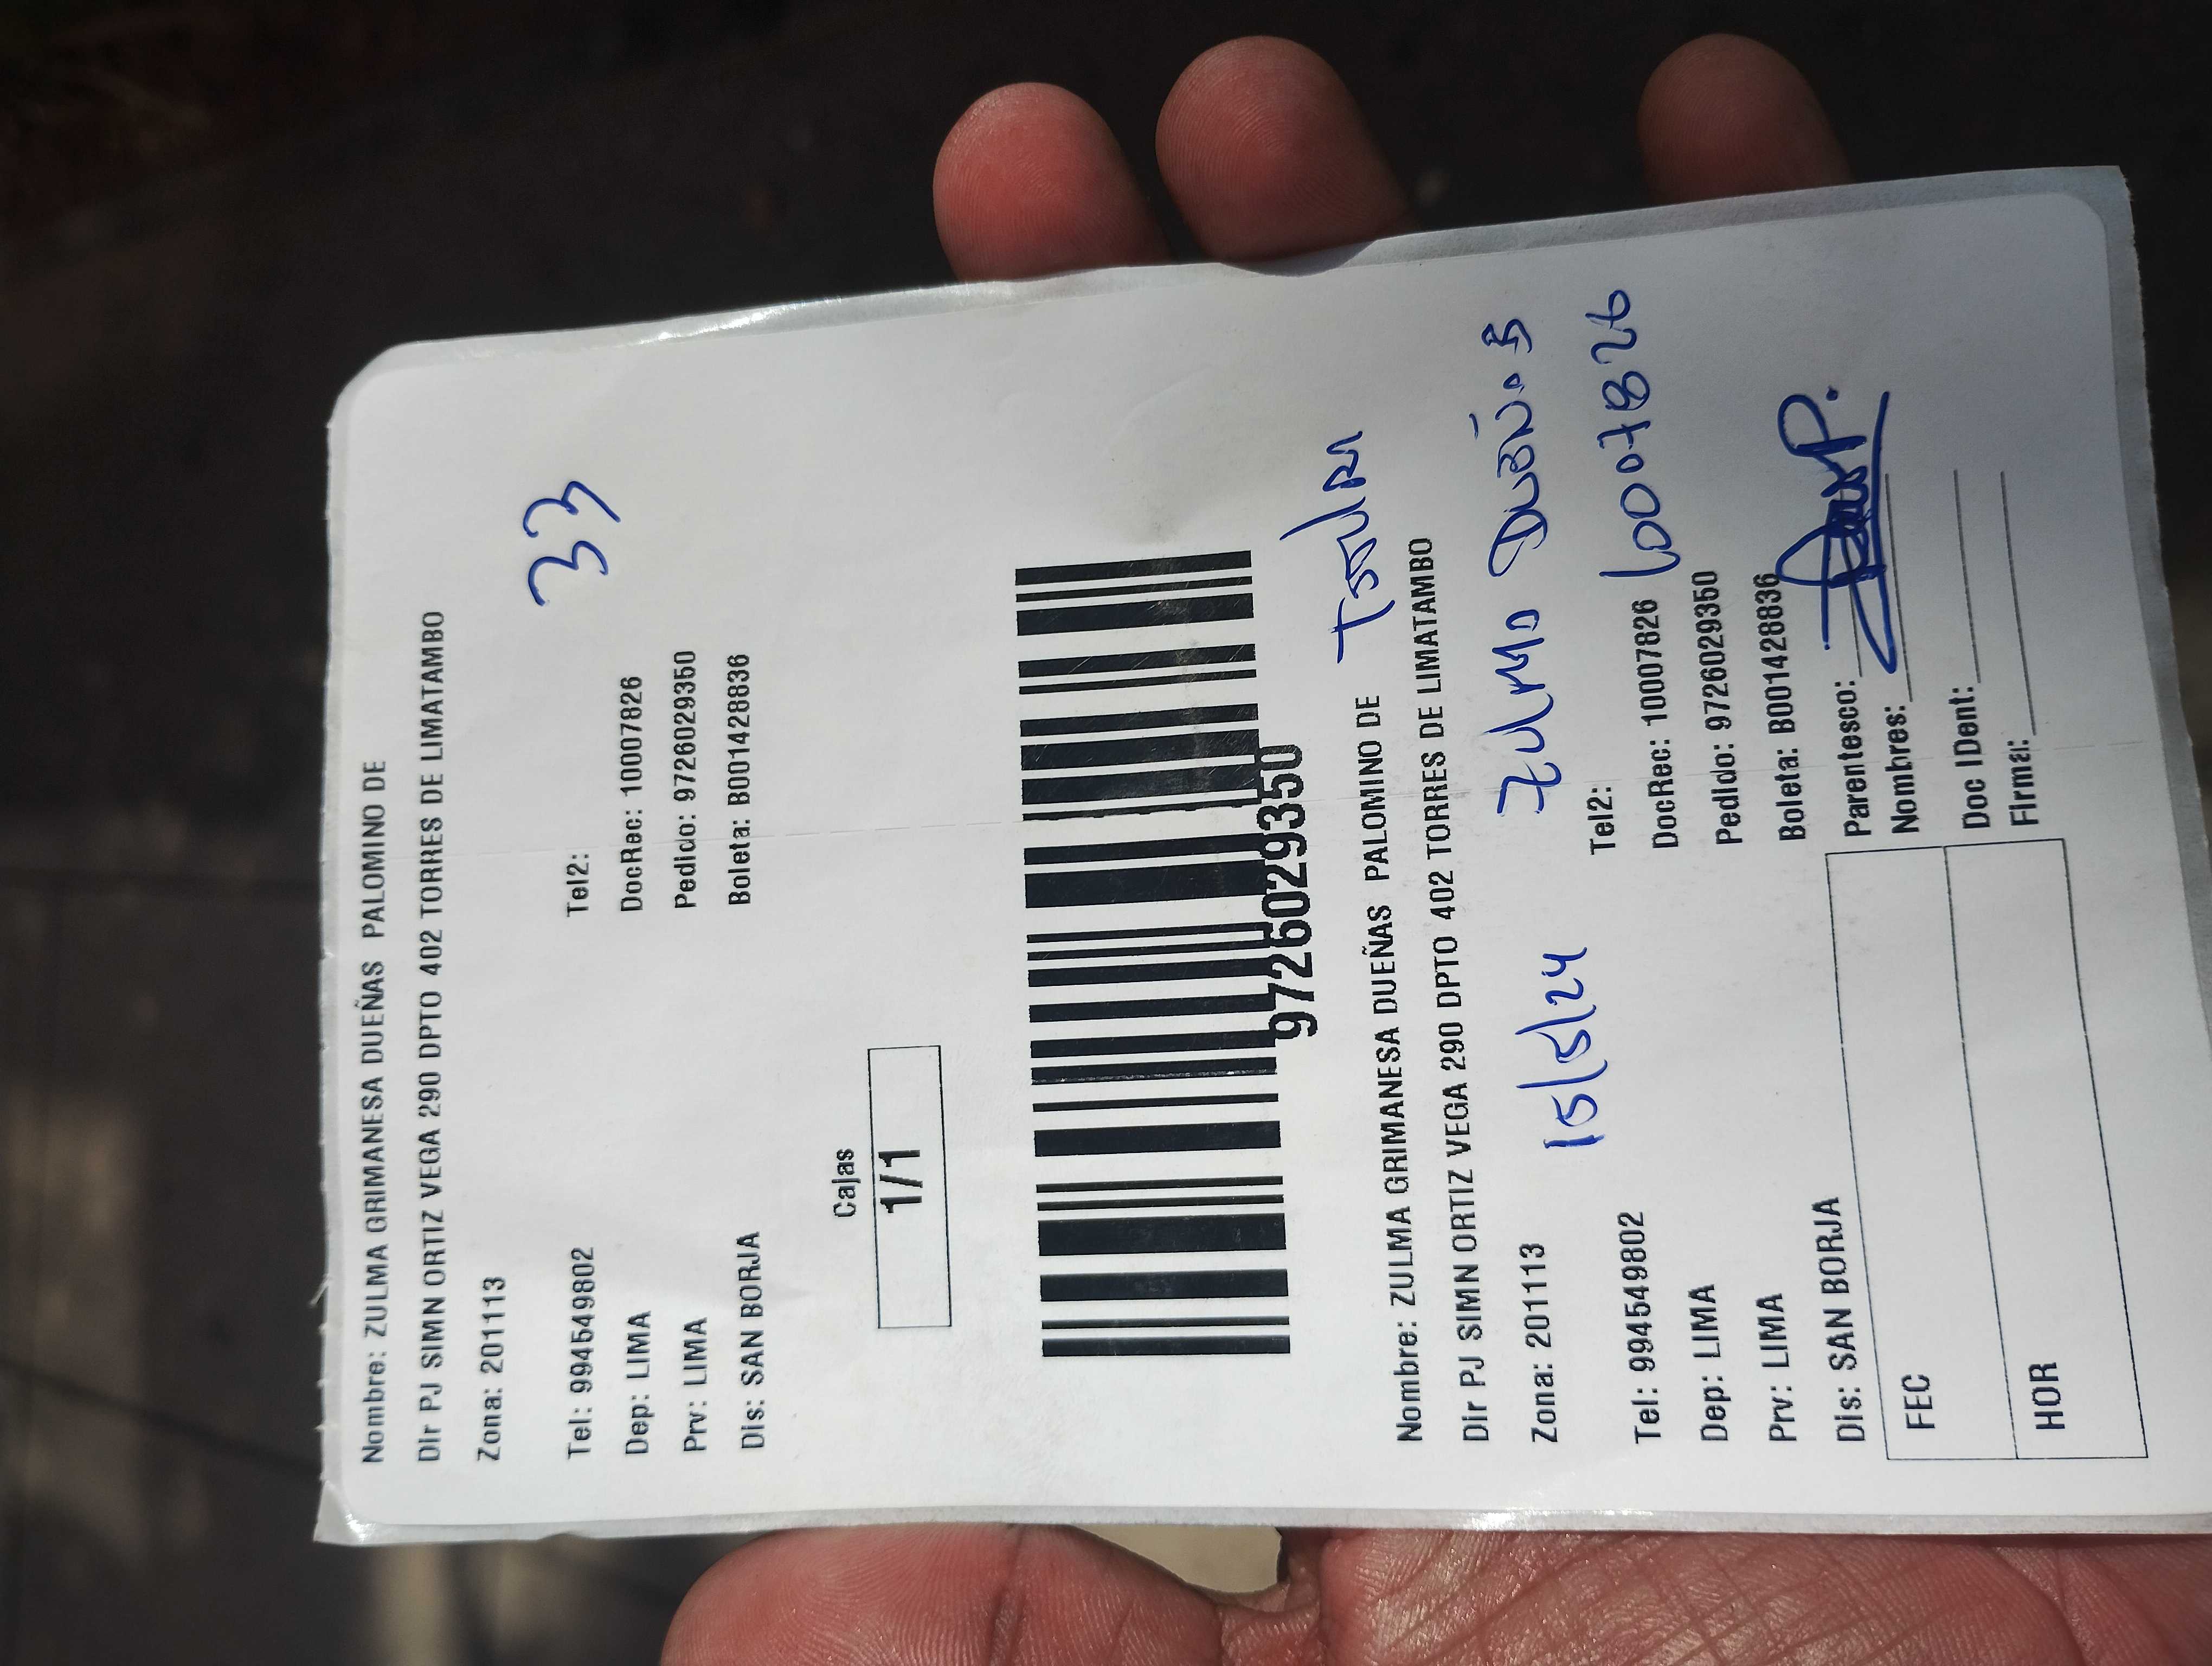 Nombre: ZULMA GRIMANESA DUEÑAS PALOMINO DE
Dir PJ SIMN ORTIZ VEGA 290 DPTO 402 TORRES DE LIMATAMBO
Zona: 201113
33
Tel: 994549802 Tel2:
Dep: LIMA DocRec: 10007826
Prv: LIMA Pedido: 972602935​0
Dis: SAN BORJA Boleta: B001428836
Cajas
1/1
9726029350
Nombre: ZULMA GRIMANESA DUEÑAS PALOMINO DE
Dir PJ SIMN ORTIZ VEGA 290 DPTO 402 TORRES DE LIMATAMBO
Zona: 201113 15/5/24 Zulma Dueñas
Tel: 994549802 Tel2:
Dep: LIMA DocRec: 10007826 10007826
Prv: LIMA Pedido: 9726029350
Dis: SAN BORJA Boleta: B001428836
FEC Parentesco:
Nombres:
HOR Doc IDent:
Firma: